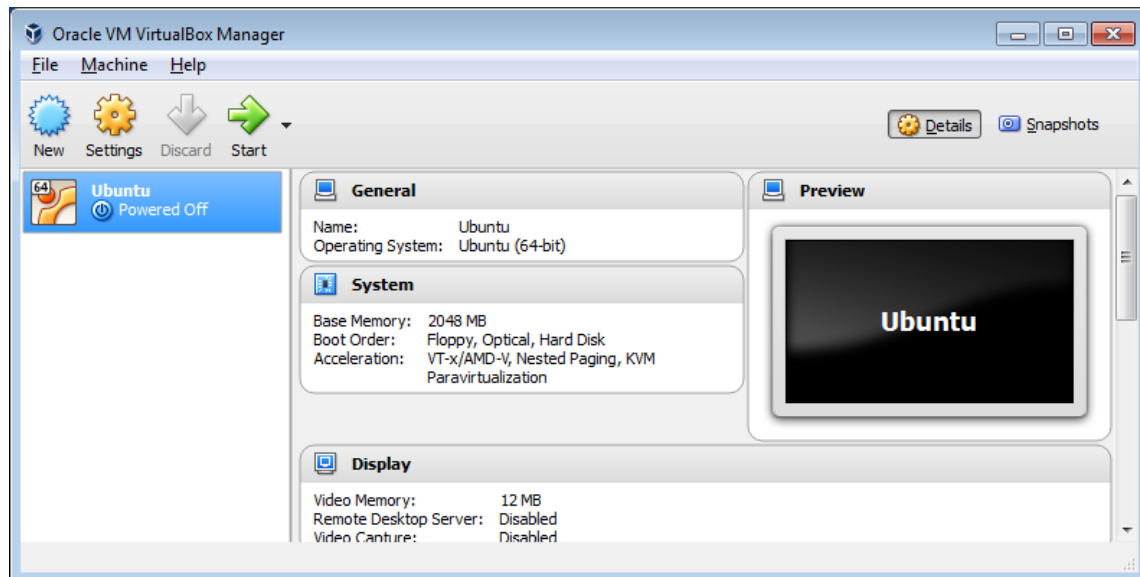 Oracle VM VirtualBox Manager
File Machine Help
New Settings Discard Start
Details Snapshots
64
Ubuntu
Powered Off
General
Name: Ubuntu
Operating System: Ubuntu (64-bit)
System
Base Memory: 2048 MB
Boot Order: Floppy, Optical, Hard Disk
Acceleration: VT-x/AMD-V, Nested Paging, KVM
Paravirtualization
Preview
Ubuntu
Display
Video Memory: 12 MB
Remote Desktop Server: Disabled
Video Capture: Disabled